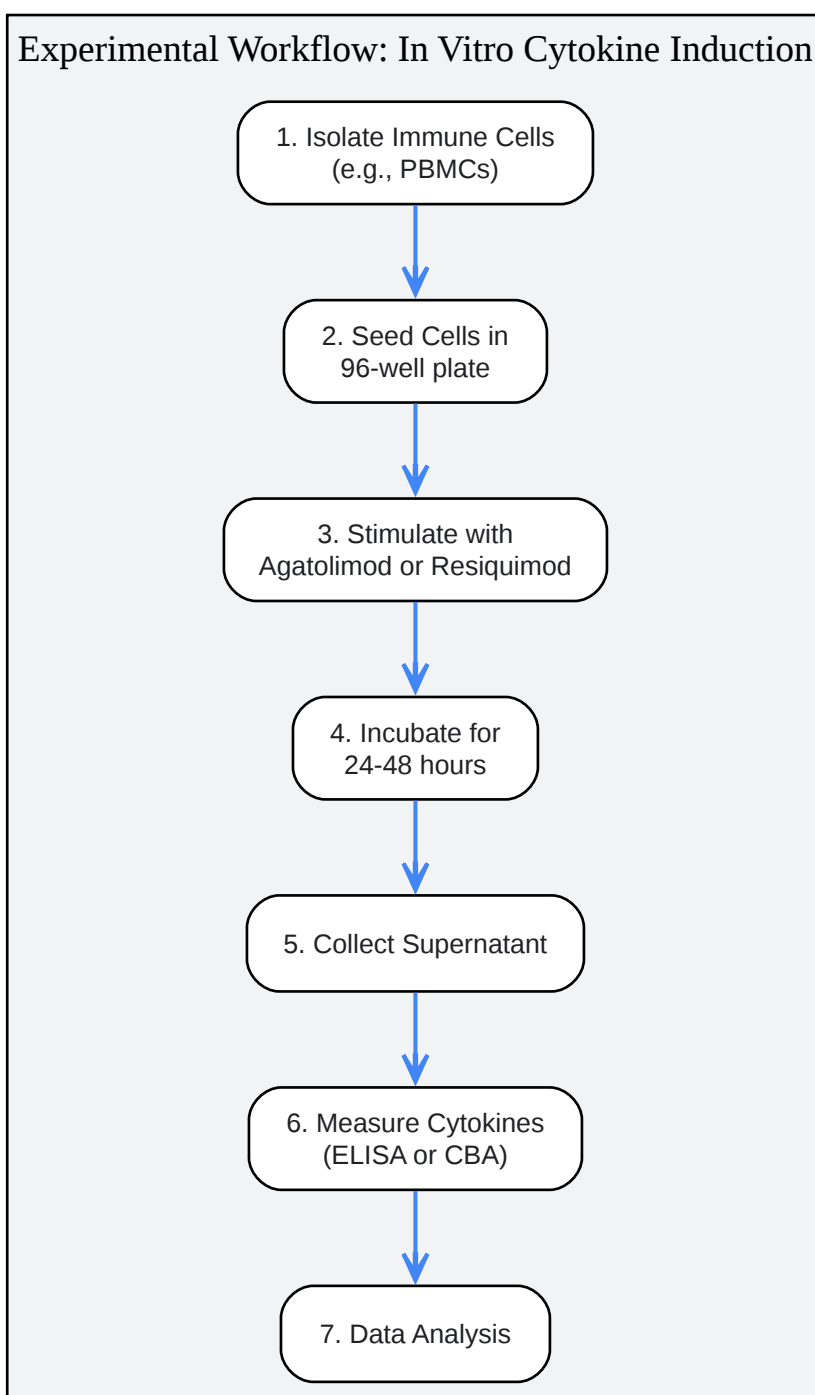 Experimental Workflow: In Vitro Cytokine Induction
1. Isolate Immune Cells
(e.g., PBMCs)
2. Seed Cells in
96-well plate
3. Stimulate with
Agatolimod or Resiquimod
4. Incubate for
24-48 hours
5. Collect Supernatant
6. Measure Cytokines
(ELISA or CBA)
7. Data Analysis